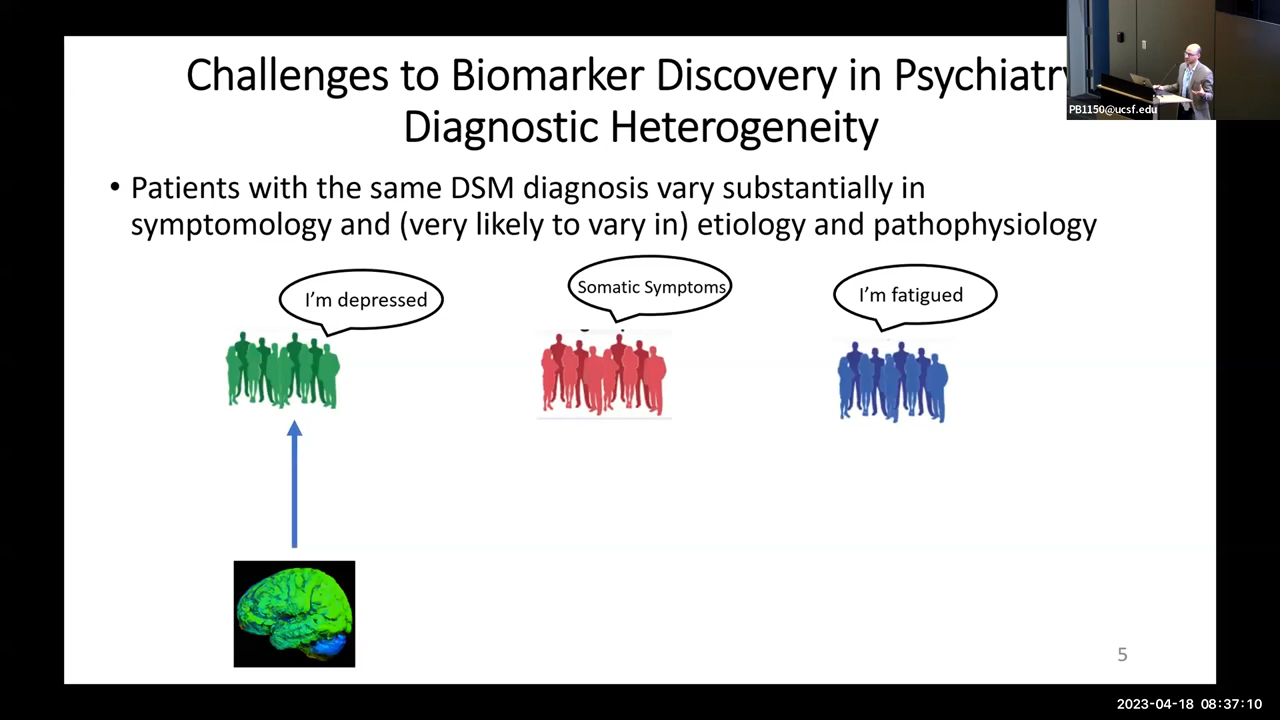 Challenges to Biomarker Discovery in Psychiatry
Diagnostic Heterogeneity
PB1150@ucsf.edu
• Patients with the same DSM diagnosis vary substantially in
symptomology and (very likely to vary in) etiology and pathophysiology
I'm depressed
Somatic Symptoms
I'm fatigued
5
2023-04-18 08:37:10